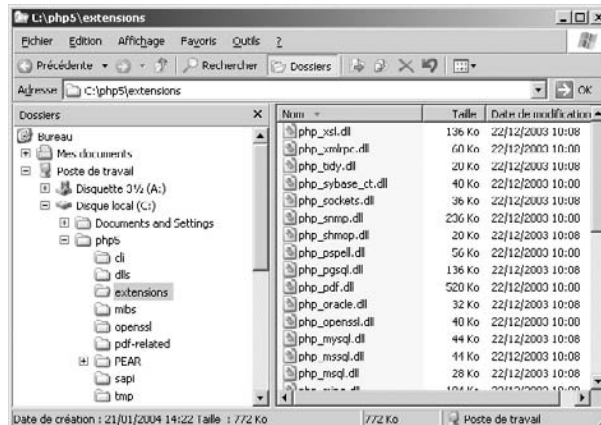 C:\php5\extensions
Fichier Edition Affichage Favoris Outils ?
Précédente Rechercher Dossiers
Adresse C:\php5\extensions OK
Dossiers
Bureau
Mes documents
Poste de travail
Disquette 3½ (A:)
Disque local (C:)
Documents and Settings
php5
cli
dlls
extensions
mibs
openssl
pdf-related
PEAR
sapi
tmp
Nom Taille Date de modification
php_xsl.dll 136 Ko 22/12/2003 10:08
php_xmlrpc.dll 60 Ko 22/12/2003 10:08
php_tidy.dll 20 Ko 22/12/2003 10:08
php_sybase_ct.dll 40 Ko 22/12/2003 10:08
php_sockets.dll 36 Ko 22/12/2003 10:08
php_snmp.dll 236 Ko 22/12/2003 10:08
php_shmop.dll 20 Ko 22/12/2003 10:08
php_pspell.dll 56 Ko 22/12/2003 10:08
php_pgsql.dll 136 Ko 22/12/2003 10:08
php_pdf.dll 520 Ko 22/12/2003 10:08
php_oracle.dll 32 Ko 22/12/2003 10:08
php_openssl.dll 40 Ko 22/12/2003 10:08
php_mysql.dll 44 Ko 22/12/2003 10:08
php_mssql.dll 44 Ko 22/12/2003 10:08
php_msql.dll 28 Ko 22/12/2003 10:08
Date de création : 21/01/2004 14:22 Taille : 772 Ko 772 Ko Poste de travail